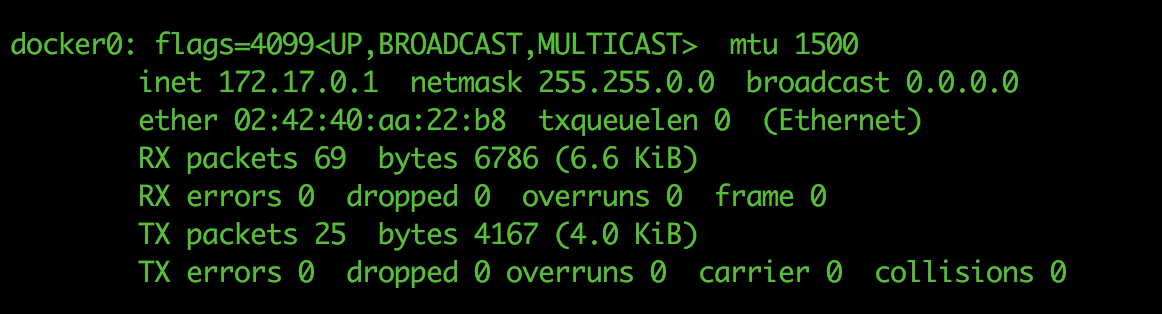 docker0: flags=4099<UP,BROADCAST,MULTICAST>  mtu 1500
        inet 172.17.0.1  netmask 255.255.0.0  broadcast 0.0.0.0
        ether 02:42:40:aa:22:b8  txqueuelen 0  (Ethernet)
        RX packets 69  bytes 6786 (6.6 KiB)
        RX errors 0  dropped 0  overruns 0  frame 0
        TX packets 25  bytes 4167 (4.0 KiB)
        TX errors 0  dropped 0 overruns 0  carrier 0  collisions 0